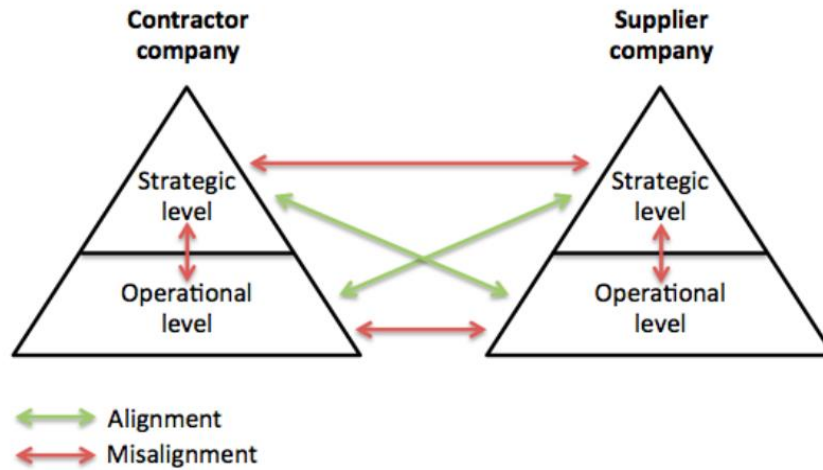 Contractor
company
Supplier
company
Strategic
level
Strategic
level
Operational
level
Operational
level
Alignment
Misalignment